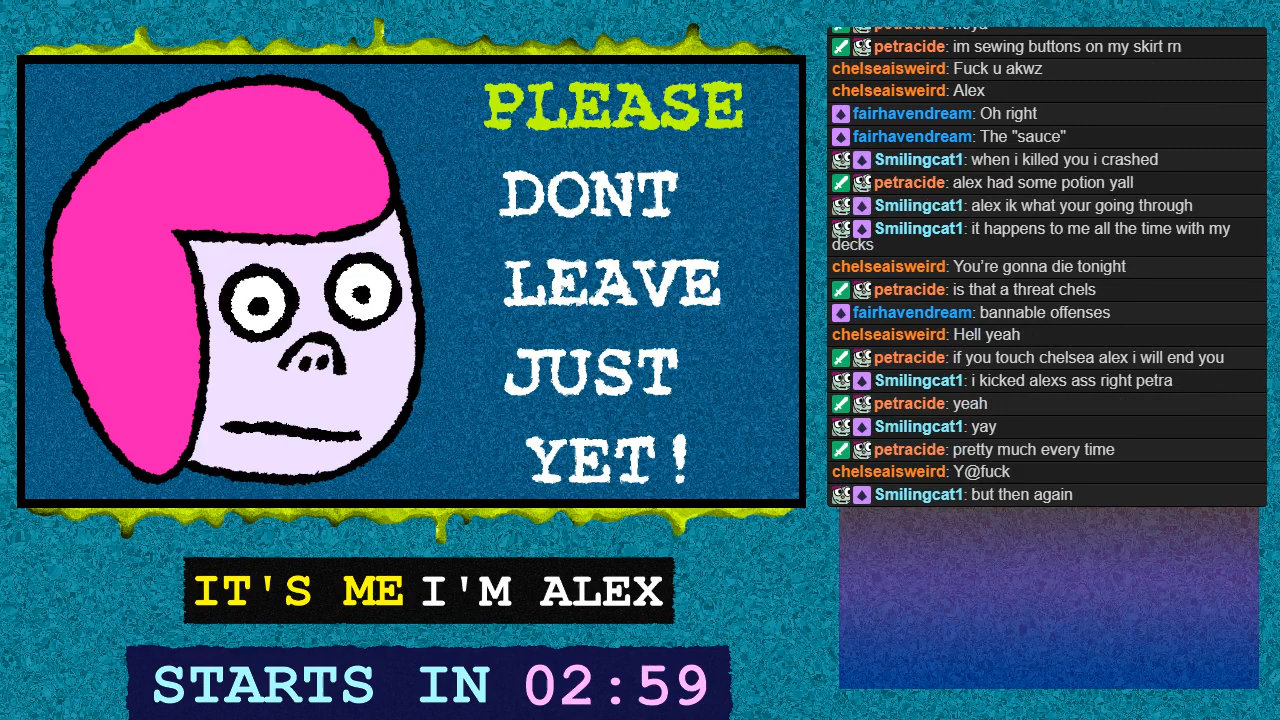 PLEASE
DONT
LEAVE
JUST
YET!
IT'S ME I'M ALEX
STARTS IN 02:59
petracide: im sewing buttons on my skirt rn
chelseaisweird: Fuck u akwz
chelseaisweird: Alex
fairhavendream: Oh right
fairhavendream: The "sauce"
Smilingcat1: when i killed you i crashed
petracide: alex had some potion yall
Smilingcat1: alex ik what your going through
Smilingcat1: it happens to me all the time with my
decks
chelseaisweird: You’re gonna die tonight
petracide: is that a threat chels
fairhavendream: bannable offenses
chelseaisweird: Hell yeah
petracide: if you touch chelsea alex i will end you
Smilingcat1: i kicked alexs ass right petra
petracide: yeah
Smilingcat1: yay
petracide: pretty much every time
chelseaisweird: Y@fuck
Smilingcat1: but then again